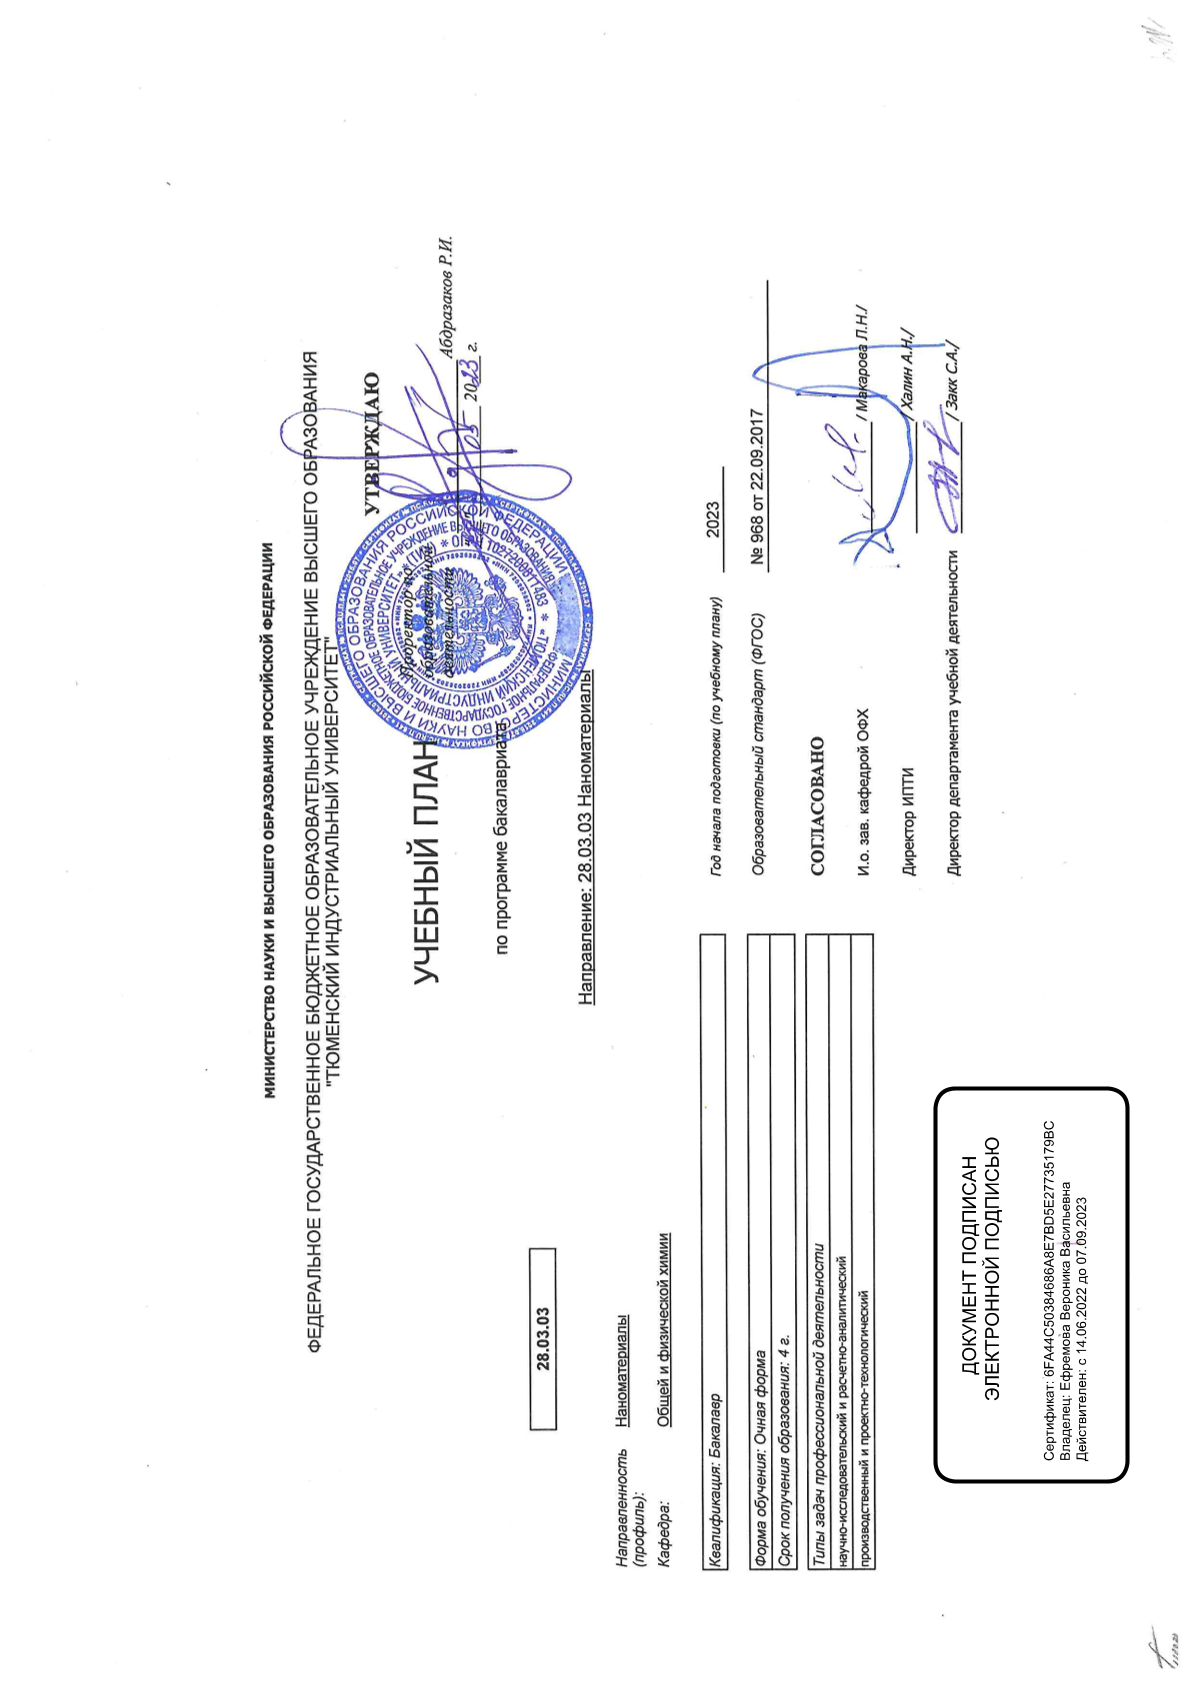 МИНИСТЕРСТВО НАУКИ И ВЫСШЕГО ОБРАЗОВАНИЯ РОССИЙСКОЙ ФЕДЕРАЦИИ
ФЕДЕРАЛЬНОЕ ГОСУДАРСТВЕННОЕ БЮДЖЕТНОЕ ОБРАЗОВАТЕЛЬНОЕ УЧРЕЖДЕНИЕ ВЫСШЕГО ОБРАЗОВАНИЯ
"ТЮМЕНСКИЙ ИНДУСТРИАЛЬНЫЙ УНИВЕРСИТЕТ"
УТВЕРЖДАЮ
Проректор по
образовательной
деятельности
Абдразаков Р.И.
05 2023 г.
УЧЕБНЫЙ ПЛАН
по программе бакалавриата
28.03.03
Направление: 28.03.03 Наноматериалы
Направленность (профиль): Наноматериалы
Кафедра: Общей и физической химии
Квалификация: Бакалавр
Форма обучения: Очная форма
Срок получения образования: 4 г.
Типы задач профессиональной деятельности
научно-исследовательский и расчетно-аналитический
производственный и проектно-технологический
Год начала подготовки (по учебному плану) 2023
Образовательный стандарт (ФГОС) № 968 от 22.09.2017
СОГЛАСОВАНО
И.о. зав. кафедрой ОФХ / Макарова Л.Н./
Директор ИПТИ / Халин А.Н./
Директор департамента учебной деятельности / Закк С.А./
ДОКУМЕНТ ПОДПИСАН
ЭЛЕКТРОННОЙ ПОДПИСЬЮ
Сертификат: 6FA44C50384686A8E7BD5E27735179BC
Владелец: Ефремова Вероника Васильевна
Действителен: с 14.06.2022 до 07.09.2023